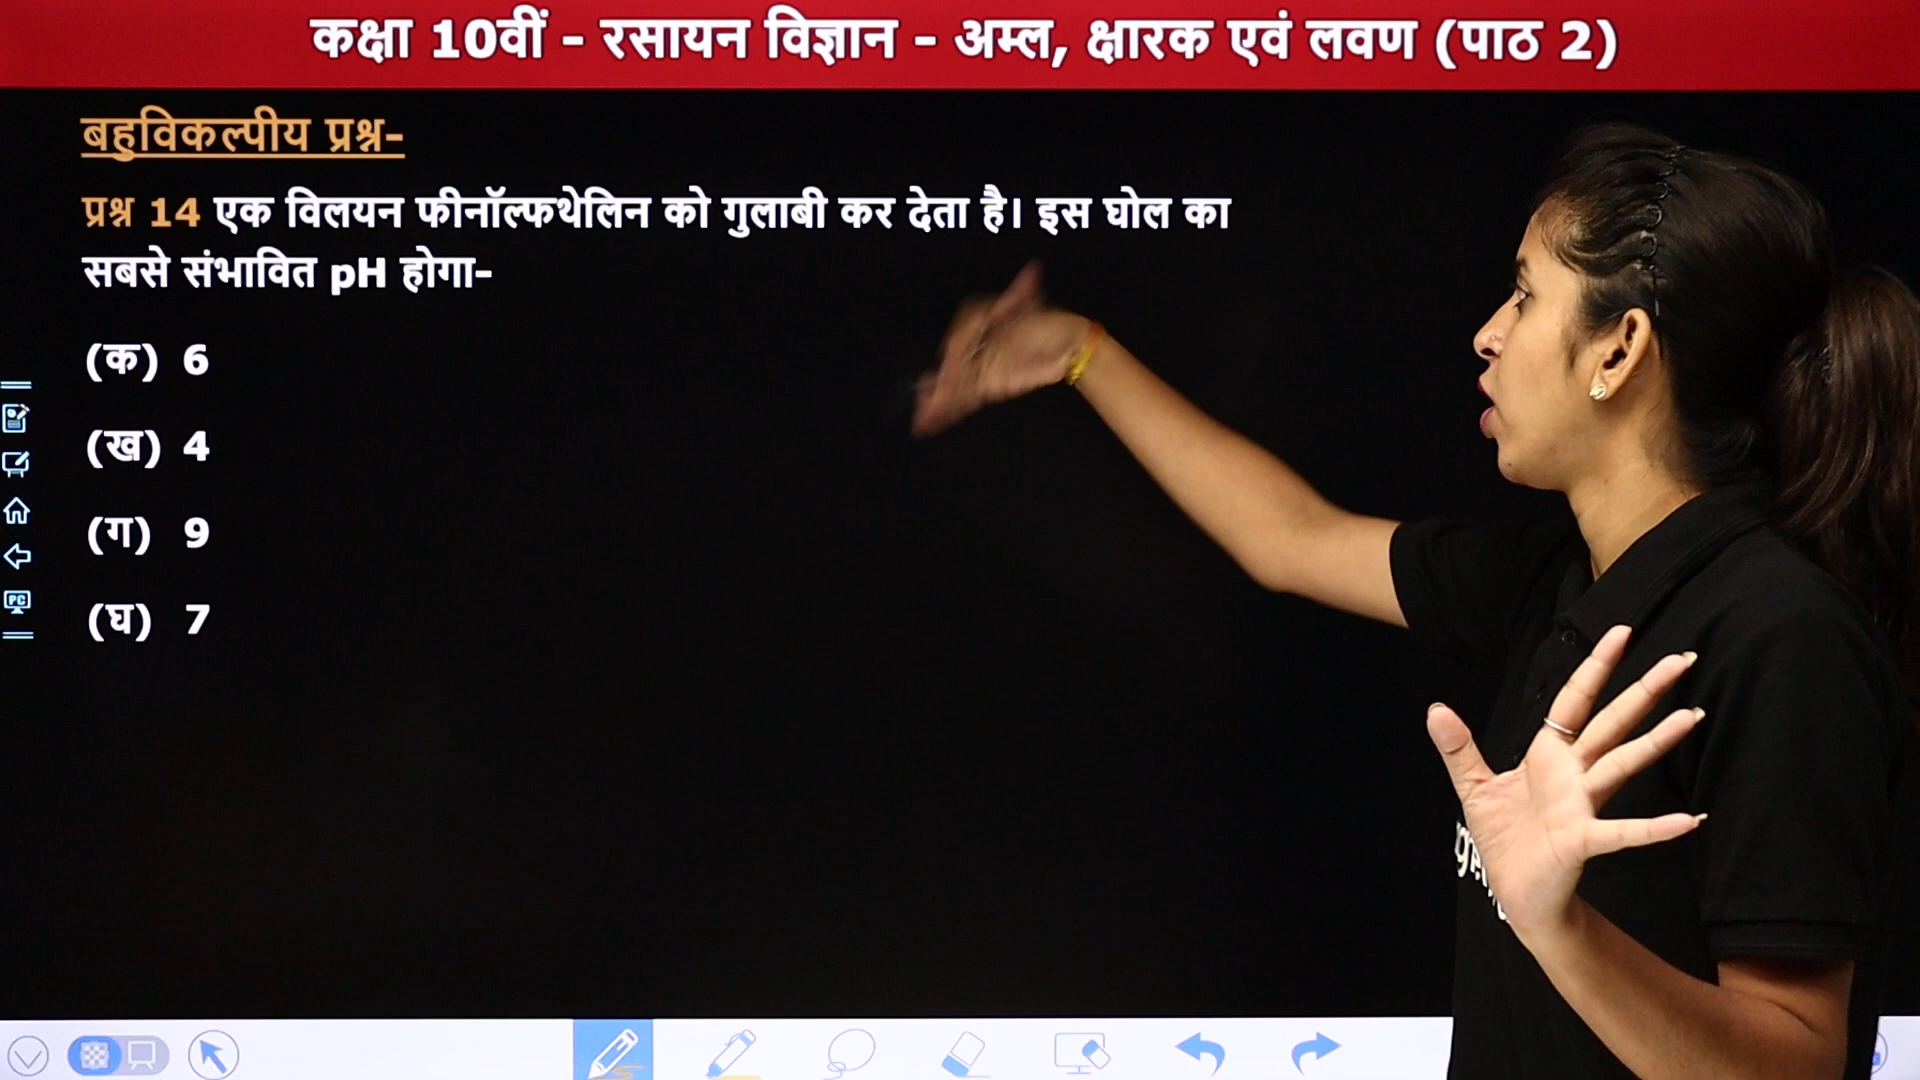 कक्षा 10वीं - रसायन विज्ञान - अम्ल, क्षारक एवं लवण (पाठ 2)
बहुविकल्पीय प्रश्न-
प्रश्न 14 एक विलयन फीनॉल्फथेलिन को गुलाबी कर देता है। इस घोल का
सबसे संभावित pH होगा-
(क) 6
(ख) 4
(ग) 9
(घ) 7
PC